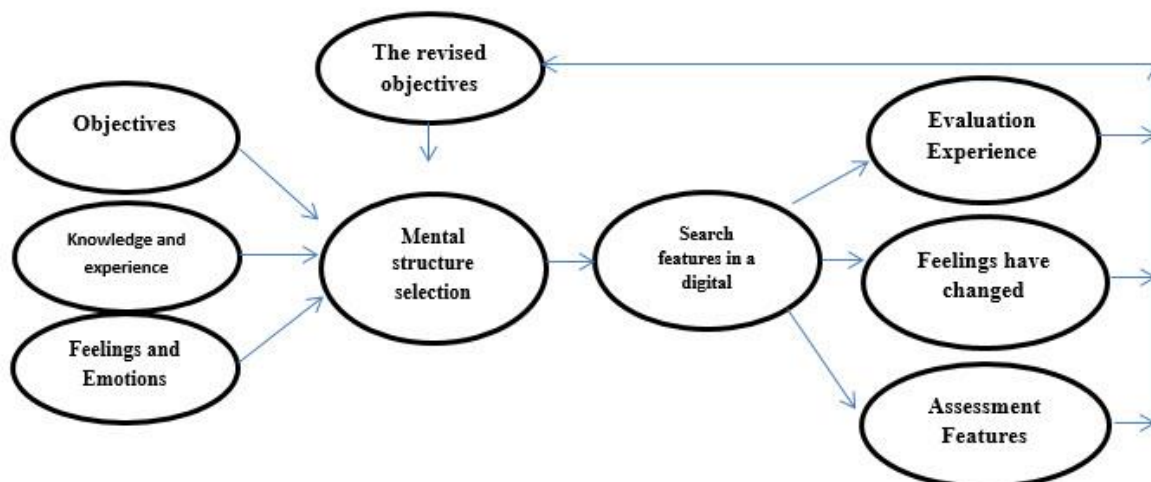 The revised
objectives
Objectives
Knowledge and
experience
Feelings and
Emotions
Mental
structure
selection
Search
features in a
digital
Evaluation
Experience
Feelings have
changed
Assessment
Features